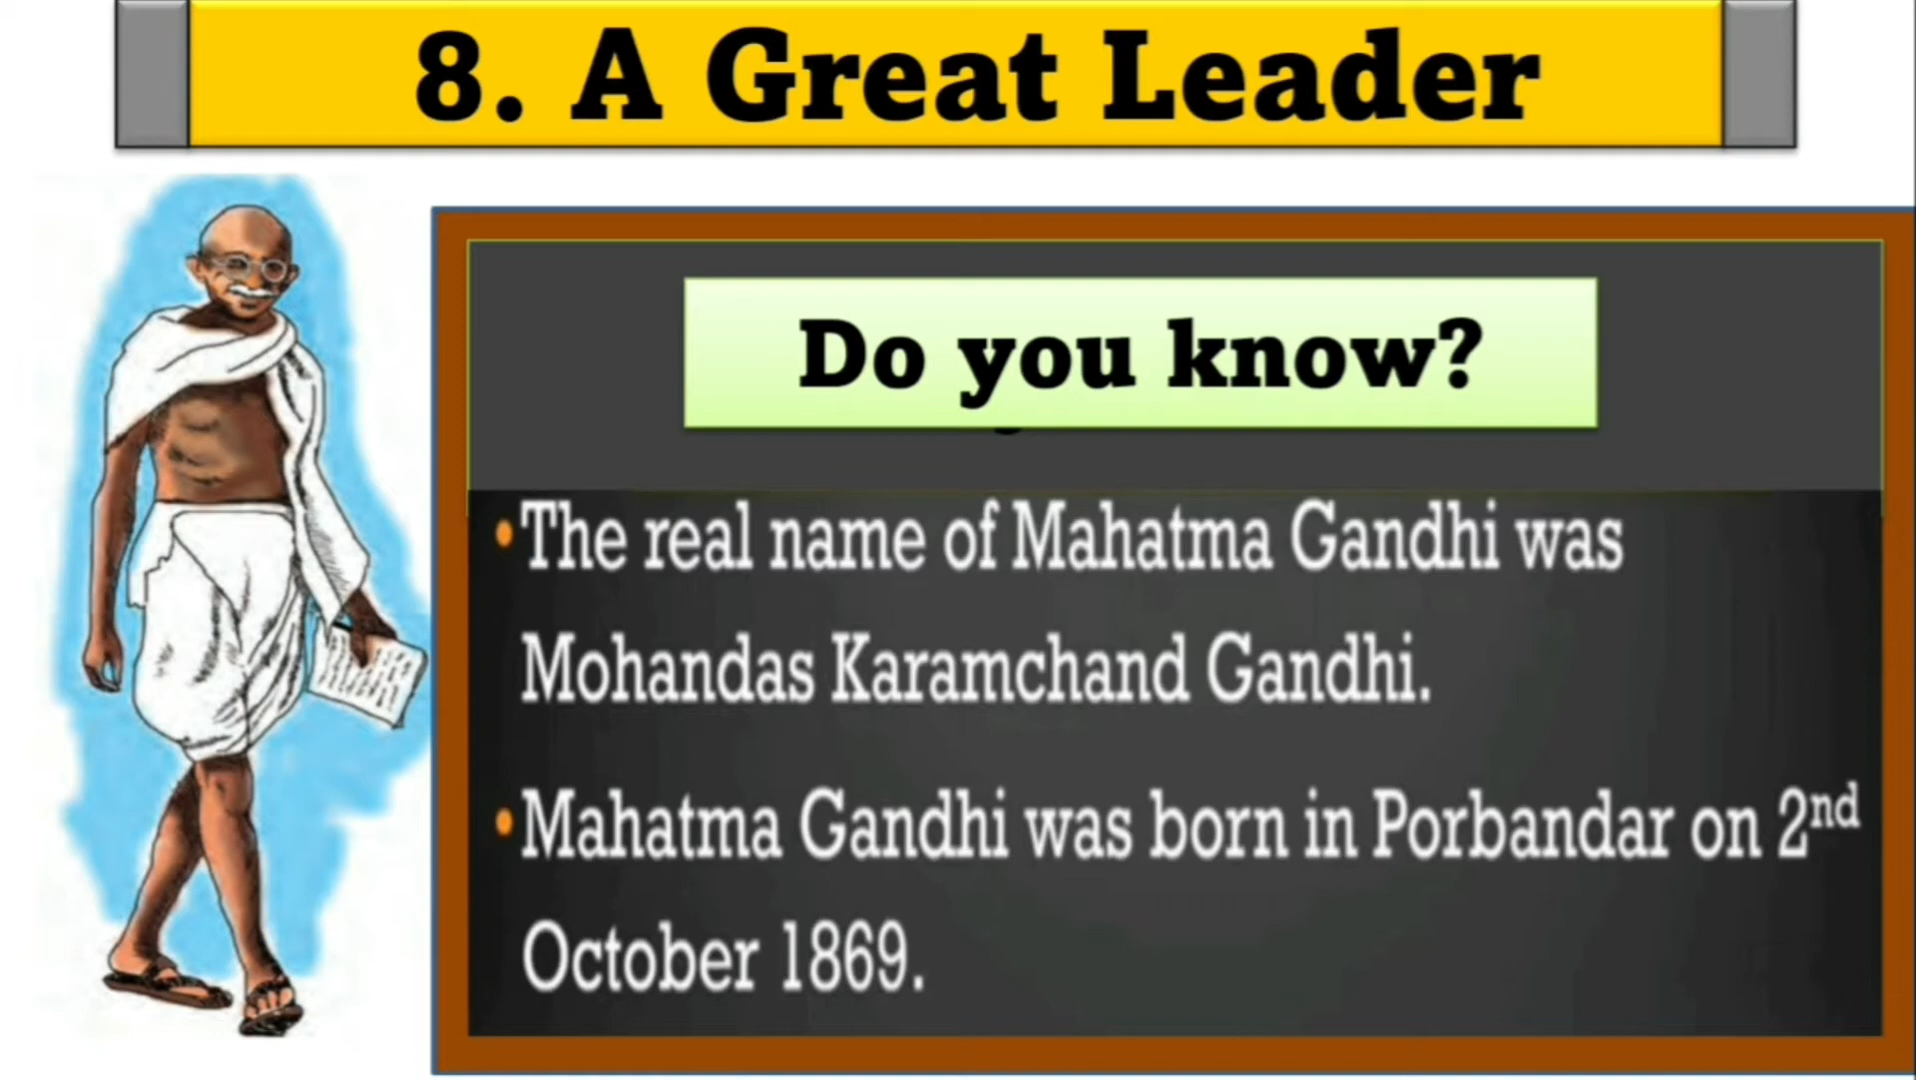 8. A Great Leader
Do you know?
•The real name of Mahatma Gandhi was
Mohandas Karamchand Gandhi.
•Mahatma Gandhi was born in Porbandar on 2nd
October 1869.